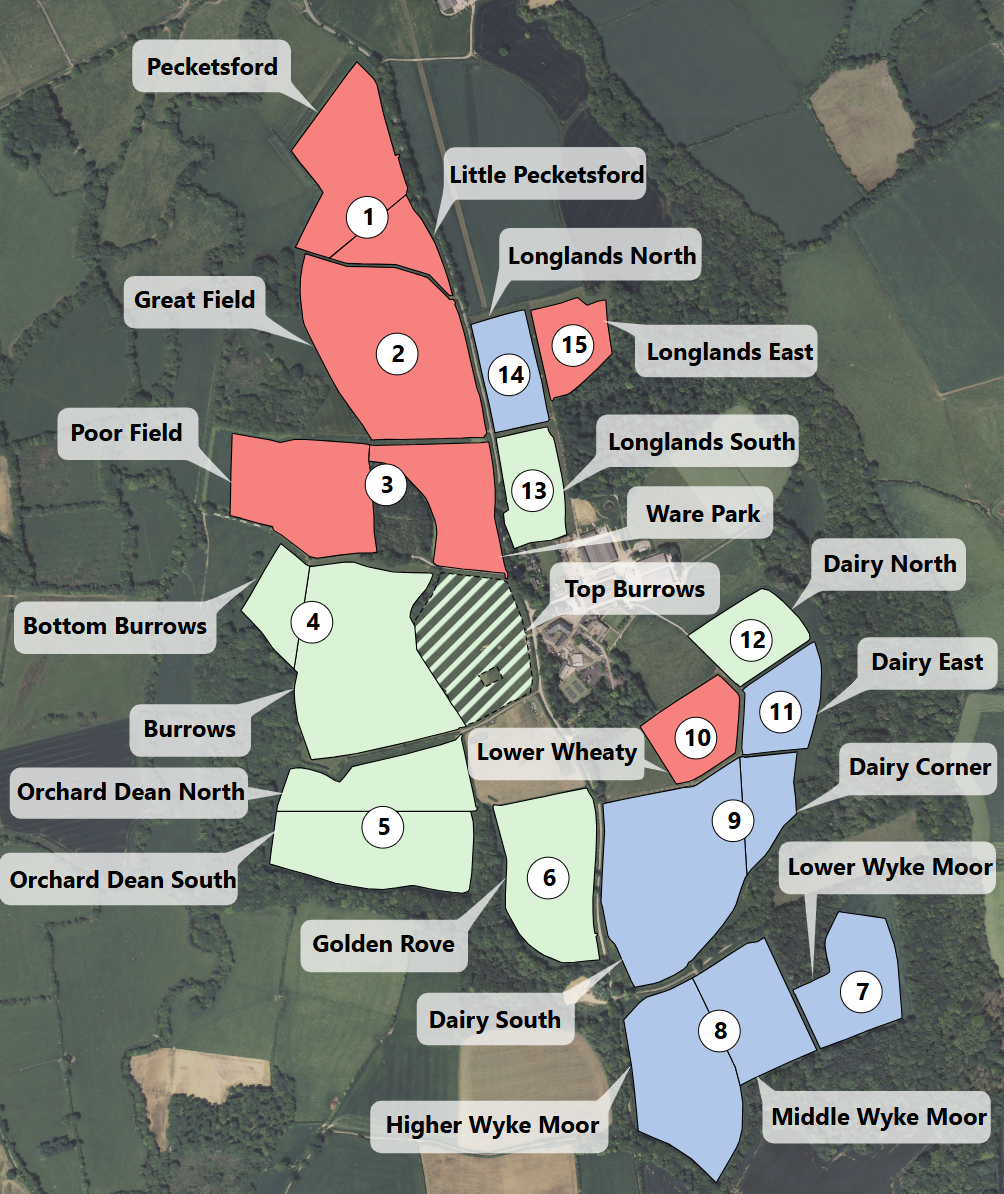 Pecketsford
Little Pecketsford
1
Longlands North
Great Field
15
Longlands East
2
14
Poor Field
Longlands South
3
13
Ware Park
Dairy North
Top Burrows
Bottom Burrows
4
12
Dairy East
11
Burrows
10
Lower Wheaty
Dairy Corner
Orchard Dean North
9
5
Lower Wyke Moor
Orchard Dean South
6
Golden Rove
7
Dairy South
8
Higher Wyke Moor
Middle Wyke Moor